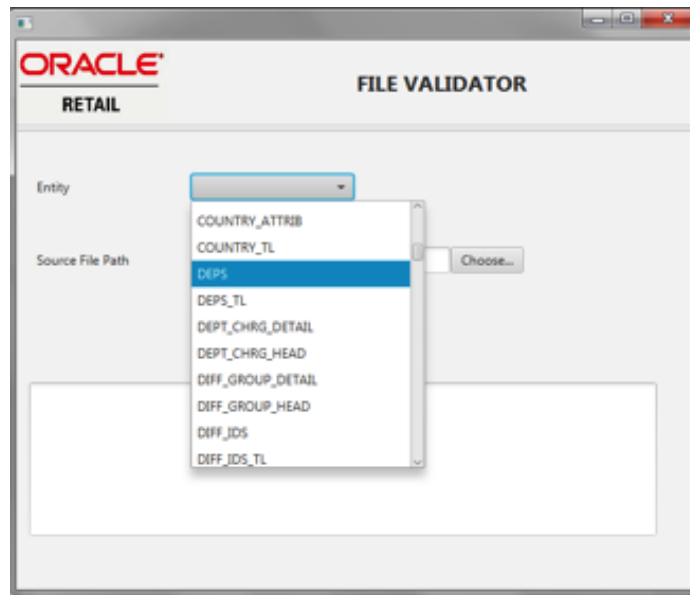 ORACLE
RETAIL
FILE VALIDATOR
Entity
COUNTRY_ATTRIB
COUNTRY_TL
Source File Path
Choose...
DEPS
DEPS_TL
DEPT_CHRG_DETAIL
DEPT_CHRG_HEAD
DIFF_GROUP_DETAIL
DIFF_GROUP_HEAD
DIFF_IDS
DIFF_IDS_TL